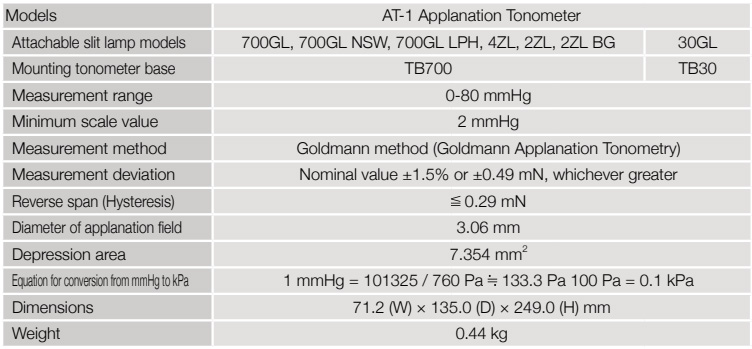 Models AT-1 Applanation Tonometer
Attachable slit lamp models 700GL, 700GL NSW, 700GL LPH, 4ZL, 2ZL, 2ZL BG 30GL
Mounting tonometer base TB700 TB30
Measurement range 0-80 mmHg
Minimum scale value 2 mmHg
Measurement method Goldmann method (Goldmann Applanation Tonometry)
Measurement deviation Nominal value ±1.5% or ±0.49 mN, whichever greater
Reverse span (Hysteresis) ≦ 0.29 mN
Diameter of applanation field 3.06 mm
Depression area 7.354 mm²
Equation for conversion from mmHg to kPa 1 mmHg = 101325 / 760 Pa ≒ 133.3 Pa 100 Pa = 0.1 kPa
Dimensions 71.2 (W) × 135.0 (D) × 249.0 (H) mm
Weight 0.44 kg